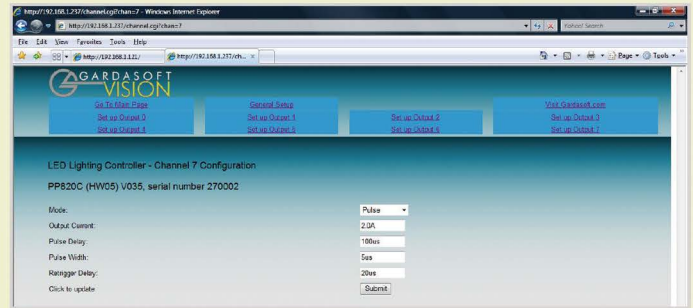 http://192.168.1.237/channel.cgi?chan=7 - Windows Internet Explorer
http://192.168.1.237/channel.cgi?chan=7
Yahoo! Search
File Edit View Favorites Tools Help
http://192.168.1.121/
http://192.168.1.237/ch...
Page Tools
GARDASOFT
VISION
Go To Main Page
General Setup
Visit Gardasoft.com
Set up Output 0
Set up Output 1
Set up Output 2
Set up Output 3
Set up Output 4
Set up Output 5
Set up Output 6
Set up Output 7
LED Lighting Controller - Channel 7 Configuration
PP820C (HW05) V035, serial number 270002
Mode: Pulse
Output Current: 2.0A
Pulse Delay: 100us
Pulse Width: 5us
Retrigger Delay: 20us
Click to update Submit